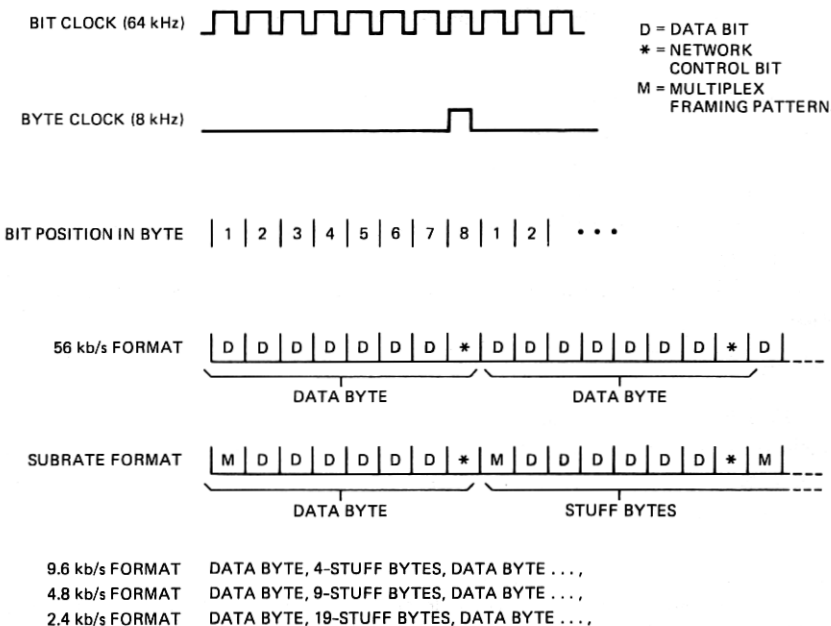 BIT CLOCK (64 kHz)
D = DATA BIT
* = NETWORK
CONTROL BIT
M = MULTIPLEX
FRAMING PATTERN
BYTE CLOCK (8 kHz)
BIT POSITION IN BYTE | 1 | 2 | 3 | 4 | 5 | 6 | 7 | 8 | 1 | 2 | • • •
56 kb/s FORMAT | D | D | D | D | D | D | D | * | D | D | D | D | D | D | D | * | D |
DATA BYTE DATA BYTE
SUBRATE FORMAT | M | D | D | D | D | D | D | * | M | D | D | D | D | D | D | * | M |
DATA BYTE STUFF BYTES
9.6 kb/s FORMAT DATA BYTE, 4-STUFF BYTES, DATA BYTE . . . ,
4.8 kb/s FORMAT DATA BYTE, 9-STUFF BYTES, DATA BYTE . . . ,
2.4 kb/s FORMAT DATA BYTE, 19-STUFF BYTES, DATA BYTE . . . ,